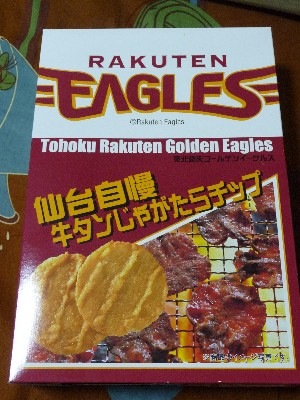 RAKUTEN
EAGLES
©Rakuten Eagles
Tohoku Rakuten Golden Eagles
東北楽天ゴールデンイーグルス
仙台自慢
牛タンじゃがたらチップ